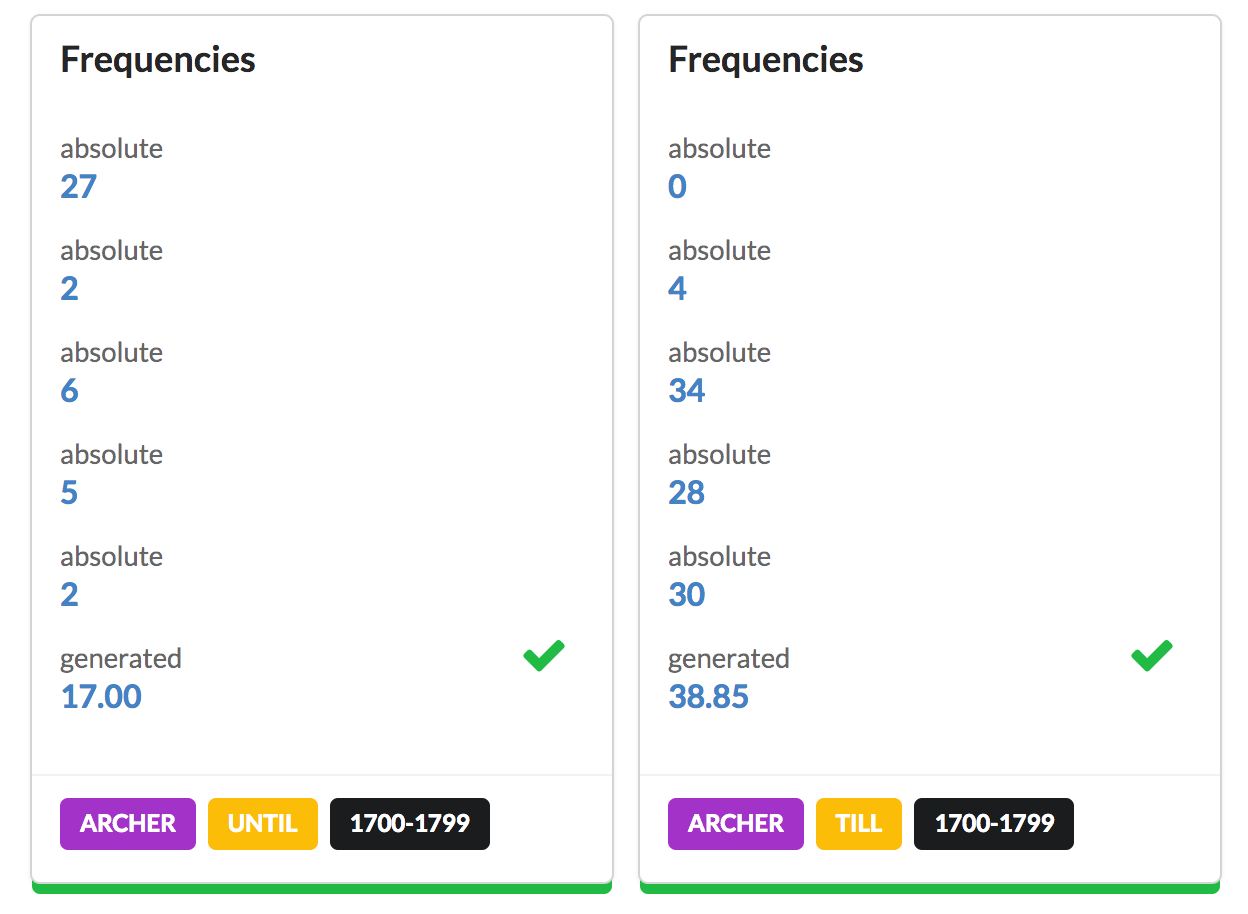 Frequencies
absolute
27
absolute
2
absolute
6
absolute
5
absolute
2
generated
17.00
ARCHER UNTIL 1700-1799
Frequencies
absolute
0
absolute
4
absolute
34
absolute
28
absolute
30
generated
38.85
ARCHER TILL 1700-1799